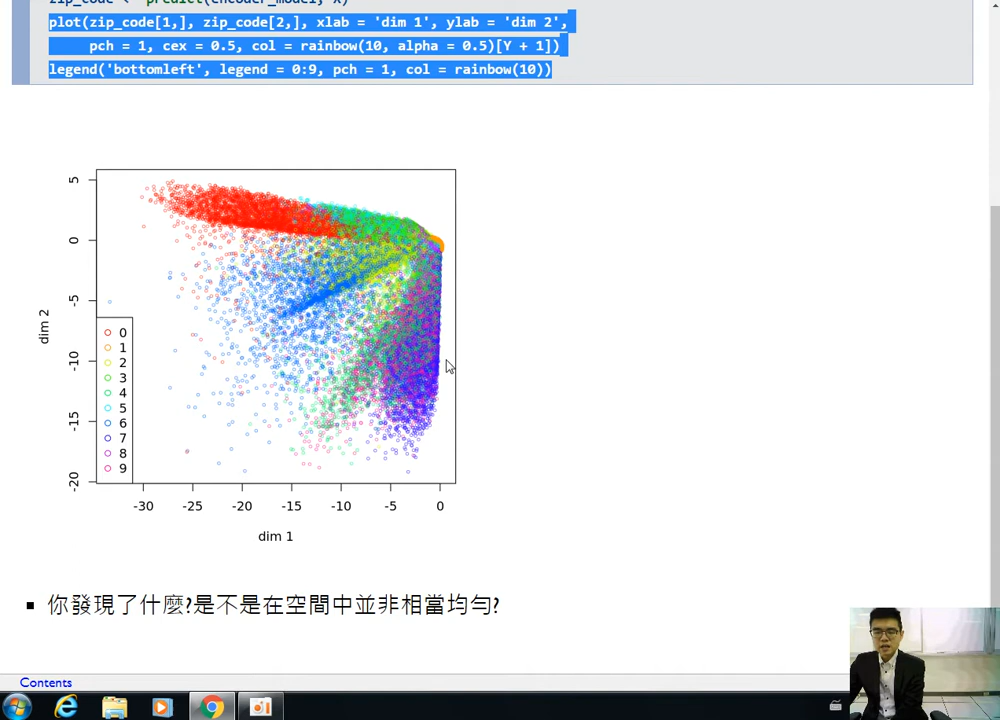 zip_code <- predict(encoder_model, X)
plot(zip_code[1,], zip_code[2,], xlab = 'dim 1', ylab = 'dim 2',
pch = 1, cex = 0.5, col = rainbow(10, alpha = 0.5)[Y + 1])
legend('bottomleft', legend = 0:9, pch = 1, col = rainbow(10))
5
0
-5
-10
-15
-20
dim 2
0
1
2
3
4
5
6
7
8
9
-30 -25 -20 -15 -10 -5 0
dim 1
你發現了什麼?是不是在空間中並非相當均勻?
Contents